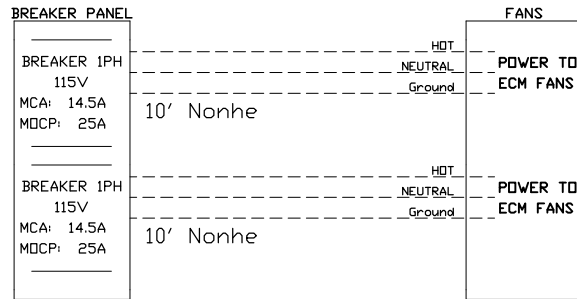 BREAKER PANEL
FANS
BREAKER 1PH
115V
MCA: 14.5A
MOCP: 25A
HOT
NEUTRAL
Ground
10' Nonhe
POWER TO
ECM FANS
BREAKER 1PH
115V
MCA: 14.5A
MOCP: 25A
HOT
NEUTRAL
Ground
10' Nonhe
POWER TO
ECM FANS